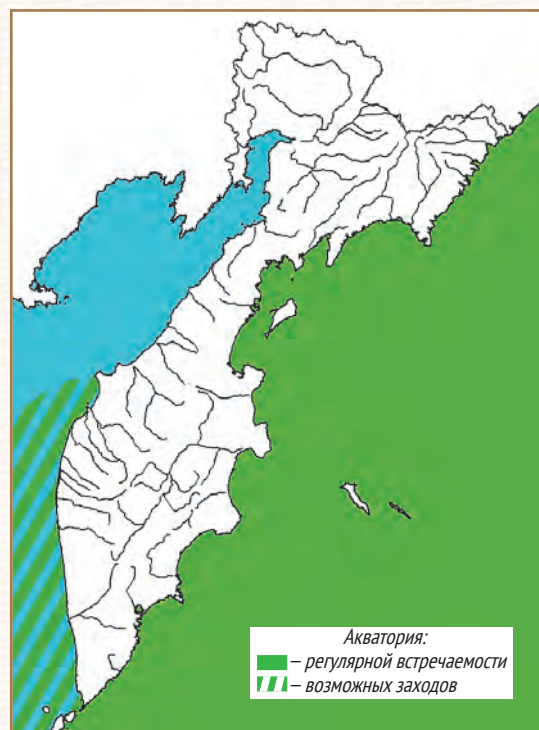 Акватория:
– регулярной встречаемости
– возможных заходов